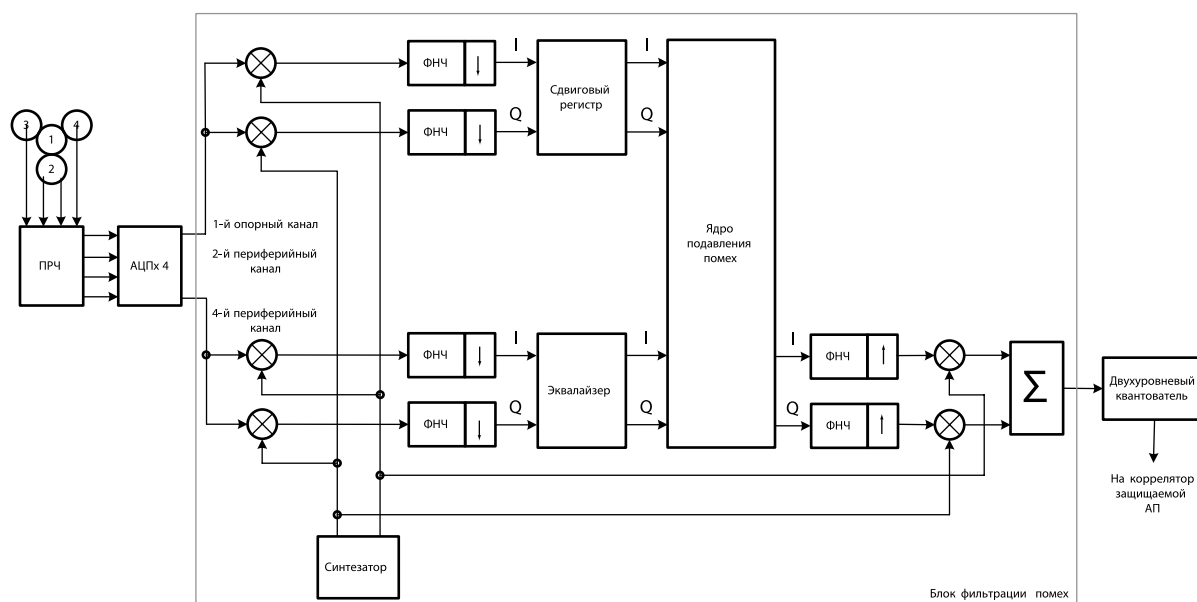 3
1
4
2
ПРЧ
АЦПх 4
1-й опорный канал
2-й периферийный
канал
4-й периферийный
канал
ФНЧ
I
ФНЧ
Q
Сдвиговый
регистр
I
Q
Ядро
подавления
помех
ФНЧ
I
ФНЧ
Q
Эквалайзер
I
Q
I
ФНЧ
Q
ФНЧ
Σ
Двухуровневый
квантователь
На коррелятор
защищаемой
АП
Синтезатор
Блок фильтрации помех